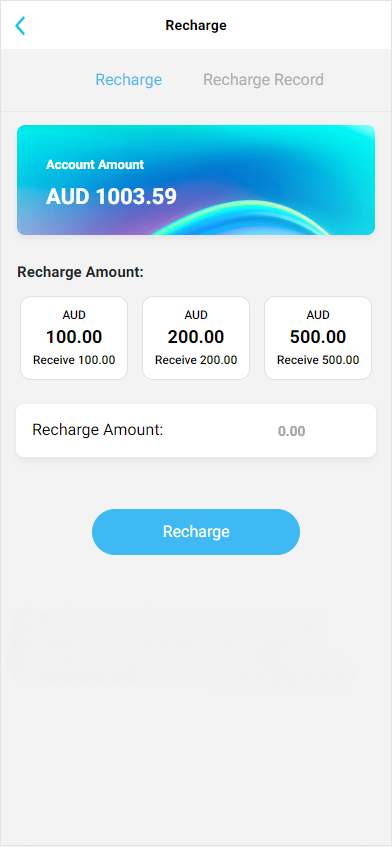 Recharge
Recharge Recharge Record
Account Amount
AUD 1003.59
Recharge Amount:
AUD AUD AUD
100.00 200.00 500.00
Receive 100.00 Receive 200.00 Receive 500.00
Recharge Amount: 0.00
Recharge